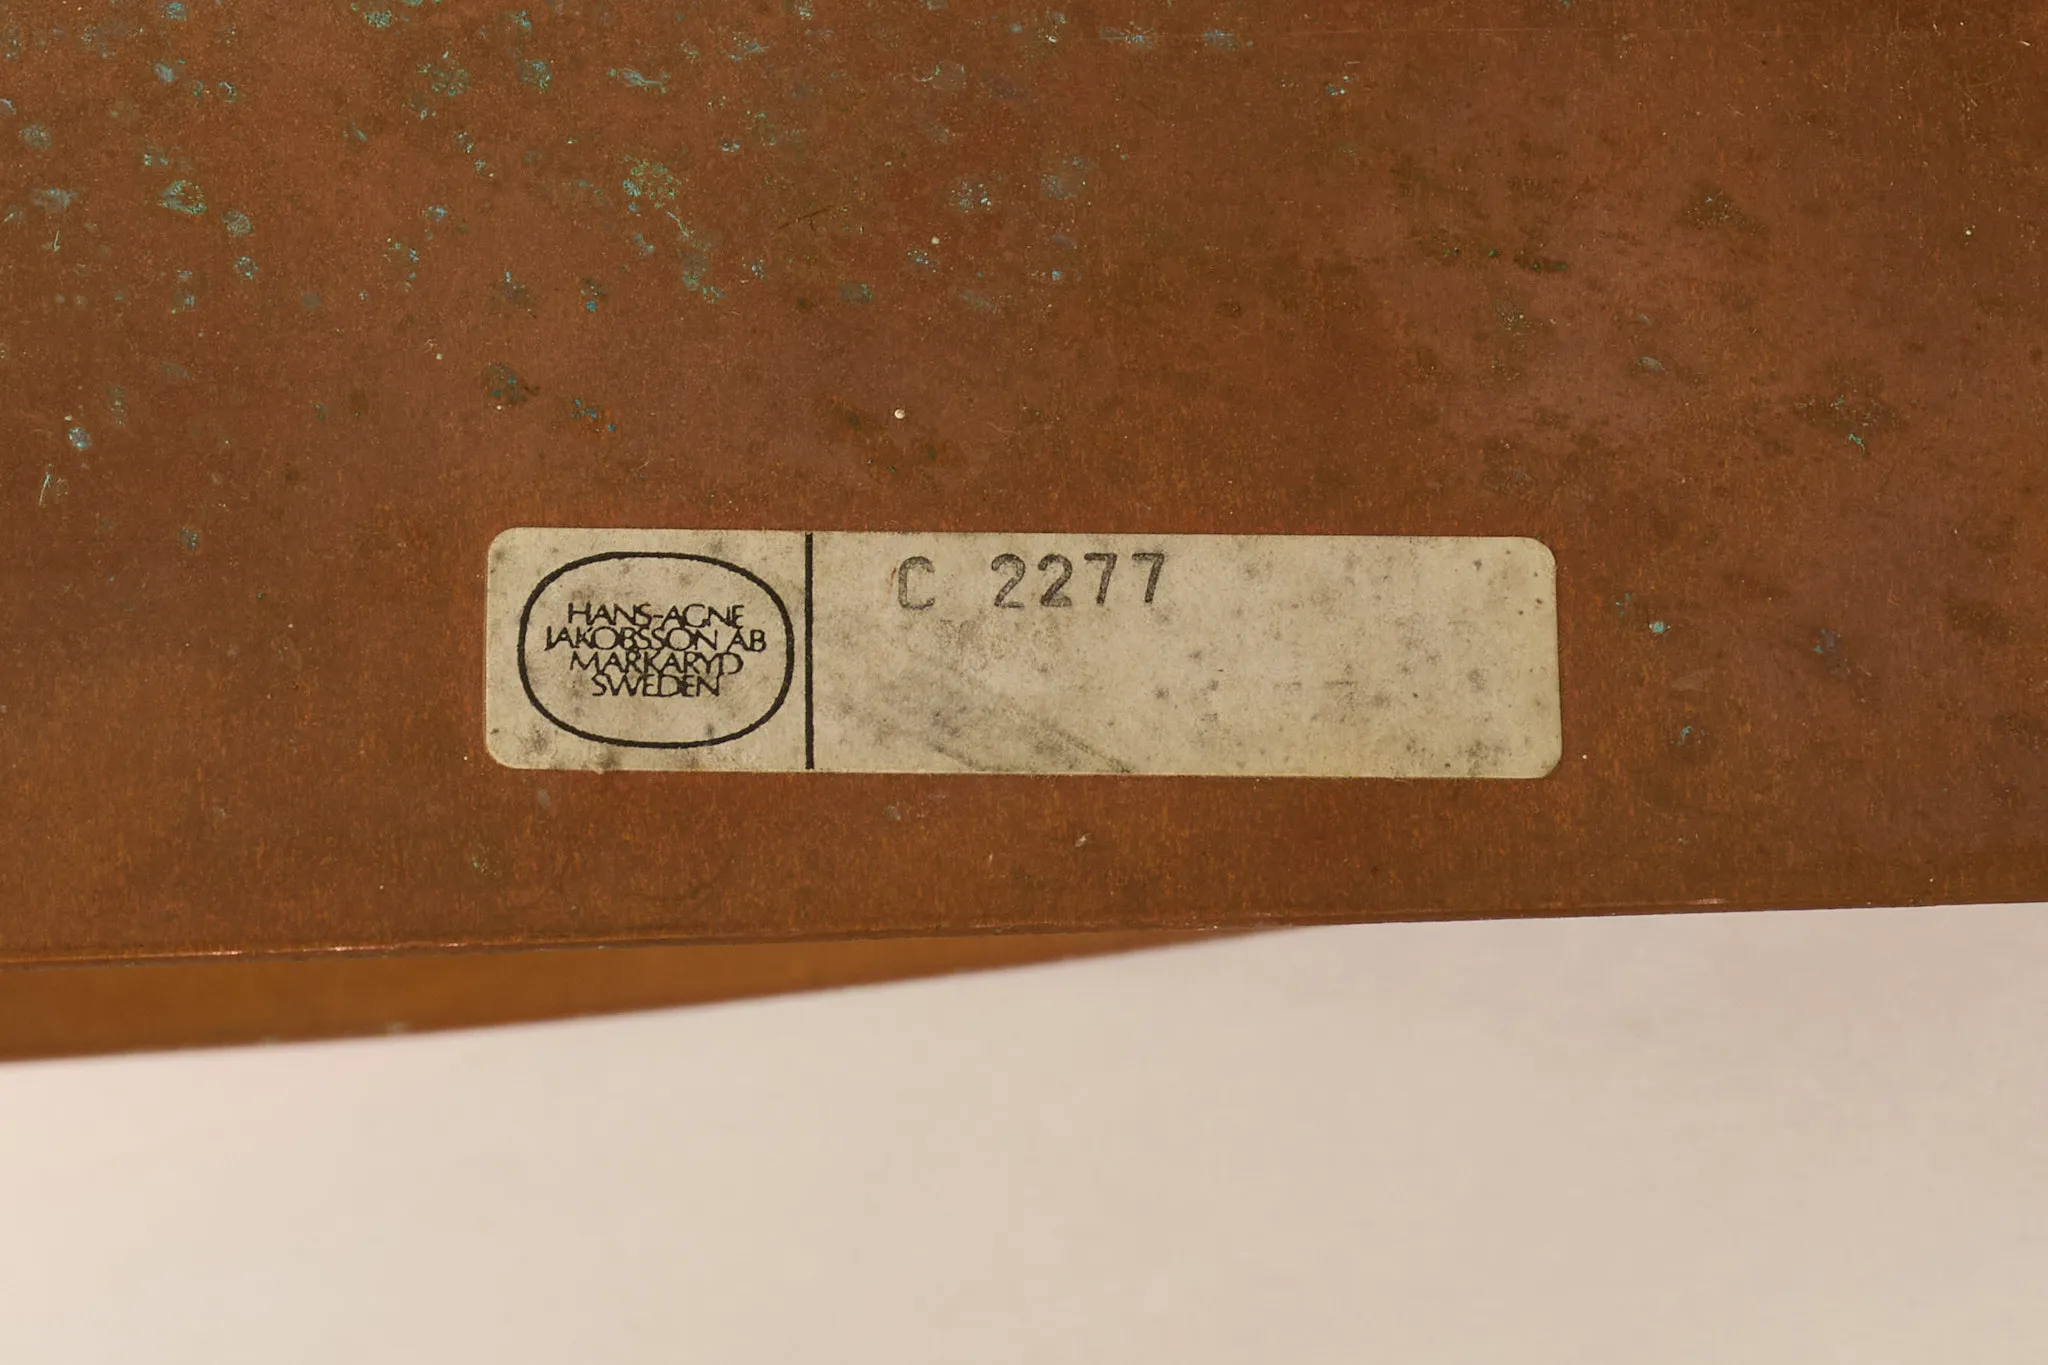 HANS-AGNE
JAKOBSSON AB
MARKARYD
SWEDEN
C 2277